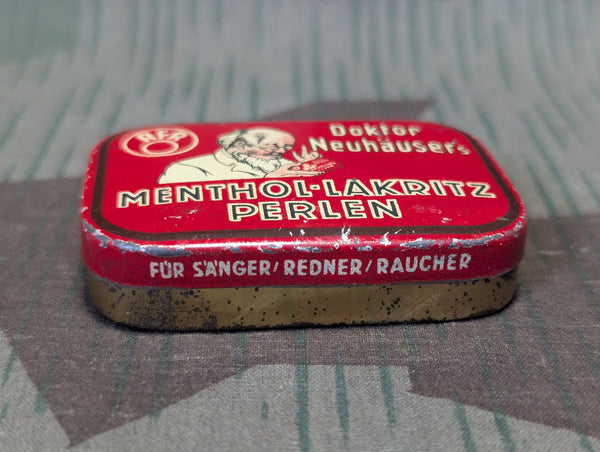 Doktor
Neuhäuser's
MENTHOL-LAKRITZ
PERLEN
FÜR SÄNGER/REDNER/RAUCHER